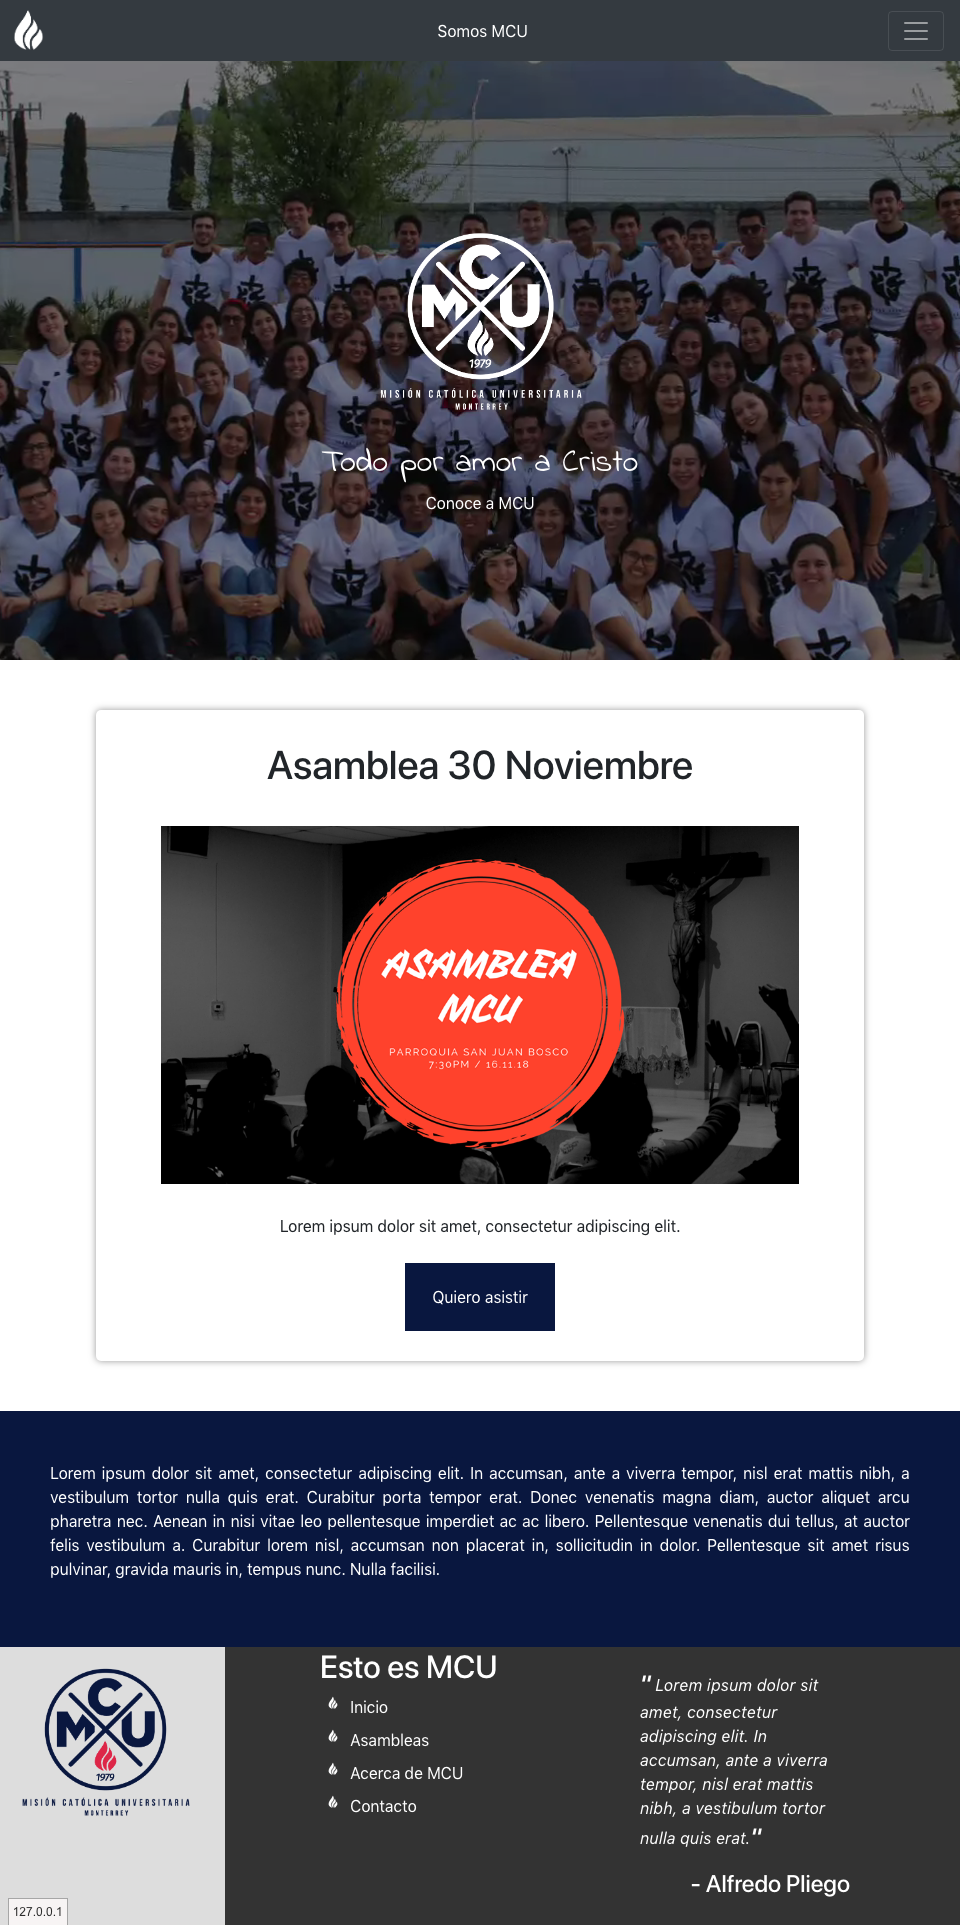 Somos MCU
M C U
1979
MISIÓN CATÓLICA UNIVERSITARIA
MONTERREY
Todo por amor a Cristo
Conoce a MCU
Asamblea 30 Noviembre
ASAMBLEA
MCU
PARROQUIA SAN JUAN BOSCO
7:30PM / 16.11.18
Lorem ipsum dolor sit amet, consectetur adipiscing elit.
Quiero asistir
Lorem ipsum dolor sit amet, consectetur adipiscing elit. In accumsan, ante a viverra tempor, nisl erat mattis nibh, a
vestibulum tortor nulla quis erat. Curabitur porta tempor erat. Donec venenatis magna diam, auctor aliquet arcu
pharetra nec. Aenean in nisi vitae leo pellentesque imperdiet ac ac libero. Pellentesque venenatis dui tellus, at auctor
felis vestibulum a. Curabitur lorem nisl, accumsan non placerat in, sollicitudin in dolor. Pellentesque sit amet risus
pulvinar, gravida mauris in, tempus nunc. Nulla facilisi.
M C U
1979
MISIÓN CATÓLICA UNIVERSITARIA
MONTERREY
Esto es MCU
Inicio
Asambleas
Acerca de MCU
Contacto
" Lorem ipsum dolor sit
amet, consectetur
adipiscing elit. In
accumsan, ante a viverra
tempor, nisl erat mattis
nibh, a vestibulum tortor
nulla quis erat."
- Alfredo Pliego
127.0.0.1